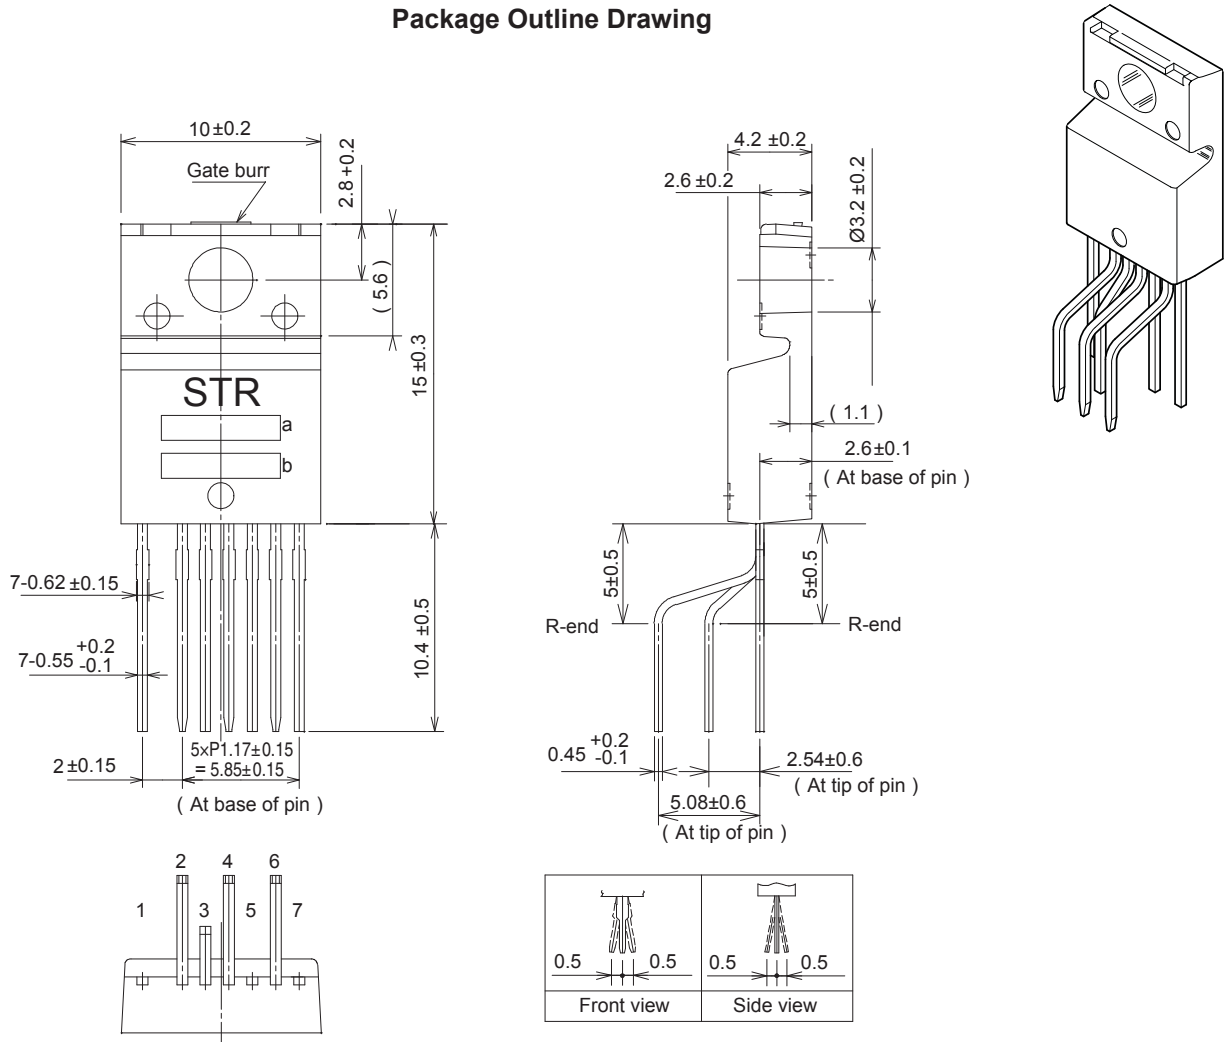 Package Outline Drawing
10±0.2
Gate burr
2.8 +0.2
( 5.6 )
15 ±0.3
STR
a
b
7-0.62 ±0.15
7-0.55 +0.2 -0.1
10.4 ±0.5
2 ±0.15
5×P1.17±0.15
= 5.85±0.15
( At base of pin )
4.2 ±0.2
2.6 ±0.2
Ø3.2 ±0.2
( 1.1 )
2.6±0.1
( At base of pin )
5±0.5
5±0.5
R-end
R-end
0.45 +0.2 -0.1
2.54±0.6
( At tip of pin )
5.08±0.6
( At tip of pin )
2 4 6
1 3 5 7
0.5 0.5
Front view
0.5 0.5
Side view